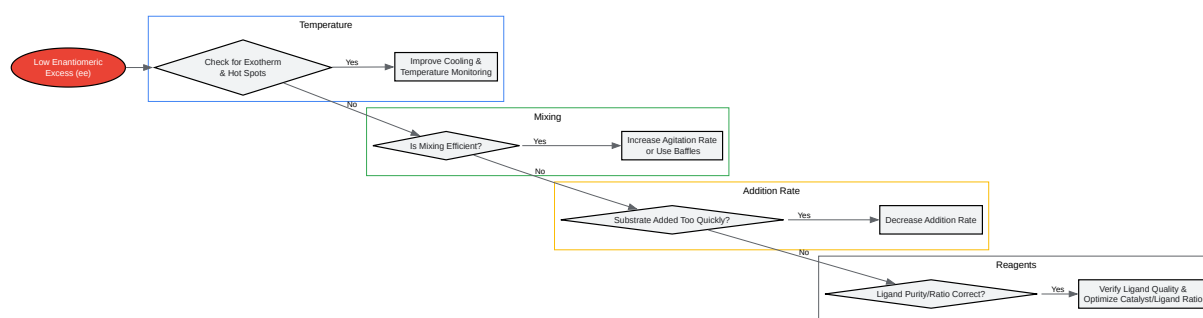 Temperature
Low Enantiomeric
Excess (ee)
Check for Exotherm
& Hot Spots
Yes
Improve Cooling &
Temperature Monitoring
No
Mixing
Is Mixing Efficient?
Yes
Increase Agitation Rate
or Use Baffles
No
Addition Rate
Substrate Added Too Quickly?
Yes
Decrease Addition Rate
No
Reagents
Ligand Purity/Ratio Correct?
Yes
Verify Ligand Quality &
Optimize Catalyst/Ligand Ratio